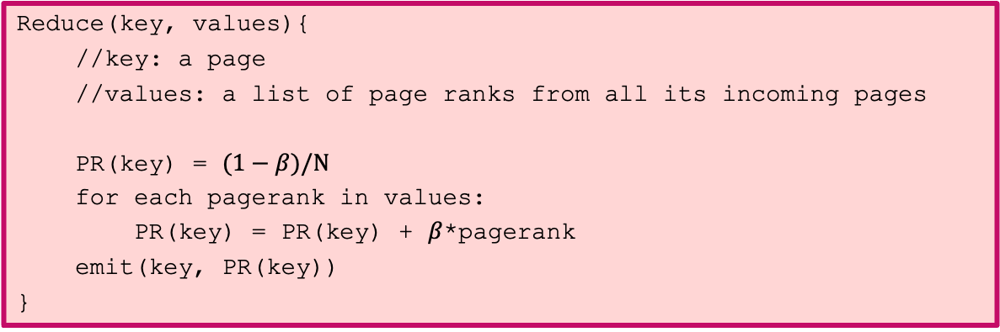 Reduce(key, values){
//key: a page
//values: a list of page ranks from all its incoming pages
PR(key) = (1 − 𝛽)/N
for each pagerank in values:
PR(key) = PR(key) + 𝜷*pagerank
emit(key, PR(key))
}